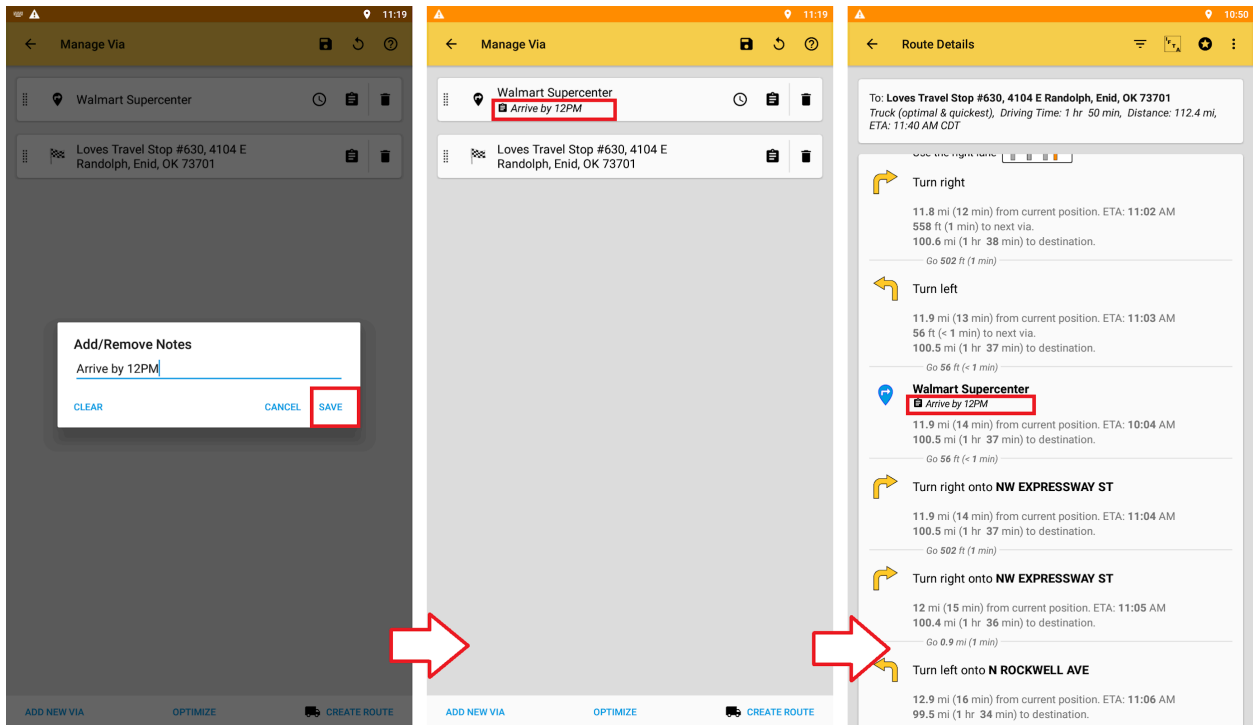 11:19
Manage Via
Walmart Supercenter
Loves Travel Stop #630, 4104 E
Randolph, Enid, OK 73701
Add/Remove Notes
Arrive by 12PM
CLEAR
CANCEL
SAVE
ADD NEW VIA
OPTIMIZE
CREATE ROUTE
11:19
Manage Via
Walmart Supercenter
Arrive by 12PM
Loves Travel Stop #630, 4104 E
Randolph, Enid, OK 73701
ADD NEW VIA
OPTIMIZE
CREATE ROUTE
10:50
Route Details
IFTA
To: Loves Travel Stop #630, 4104 E Randolph, Enid, OK 73701
Truck (optimal & quickest), Driving Time: 1 hr 50 min, Distance: 112.4 mi,
ETA: 11:40 AM CDT
Use the right lane
Turn right
11.8 mi (12 min) from current position. ETA: 11:02 AM
558 ft (1 min) to next via.
100.6 mi (1 hr 38 min) to destination.
Go 502 ft (1 min)
Turn left
11.9 mi (13 min) from current position. ETA: 11:03 AM
56 ft (< 1 min) to next via.
100.5 mi (1 hr 37 min) to destination.
Go 56 ft (< 1 min)
Walmart Supercenter
Arrive by 12PM
11.9 mi (14 min) from current position. ETA: 10:04 AM
100.5 mi (1 hr 37 min) to destination.
Go 56 ft (< 1 min)
Turn right onto NW EXPRESSWAY ST
11.9 mi (14 min) from current position. ETA: 11:04 AM
100.5 mi (1 hr 37 min) to destination.
Go 502 ft (1 min)
Turn right onto NW EXPRESSWAY ST
12 mi (15 min) from current position. ETA: 11:05 AM
100.4 mi (1 hr 36 min) to destination.
Go 0.9 mi (1 min)
Turn left onto N ROCKWELL AVE
12.9 mi (16 min) from current position. ETA: 11:06 AM
99.5 mi (1 hr 34 min) to destination.